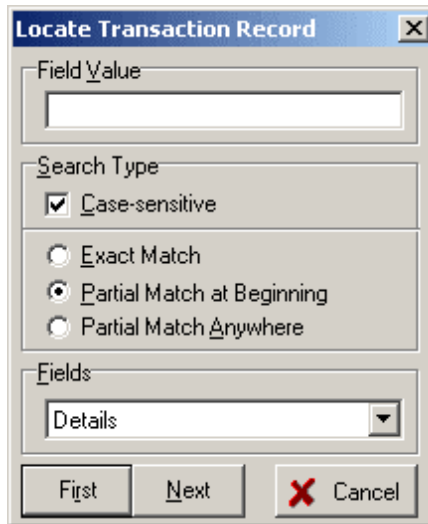 Locate Transaction Record
Field Value
Search Type
Case-sensitive
Exact Match
Partial Match at Beginning
Partial Match Anywhere
Fields
Details
First Next Cancel